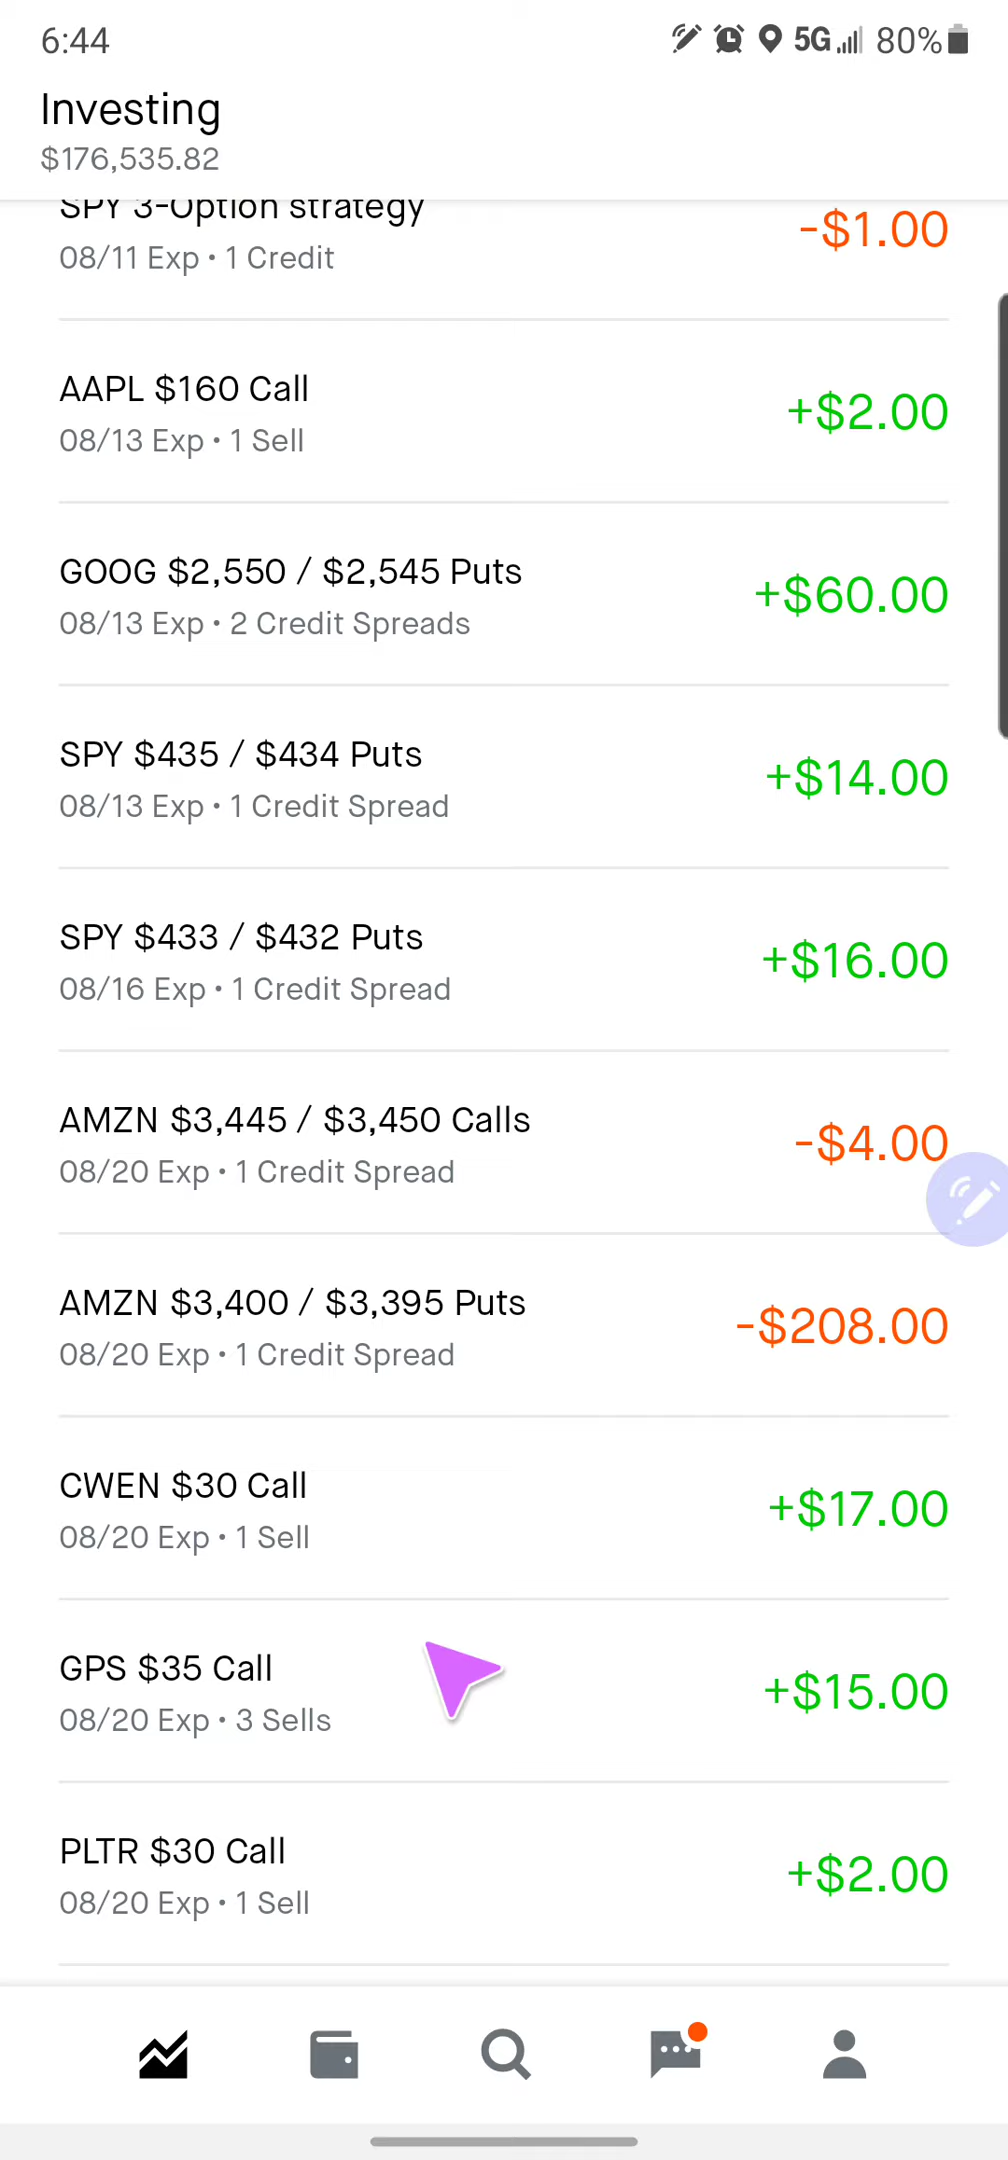 6:44
5G 80%
Investing
$176,535.82
SPY 3-Option strategy
-$1.00
08/11 Exp • 1 Credit
AAPL $160 Call
+$2.00
08/13 Exp • 1 Sell
GOOG $2,550 / $2,545 Puts
+$60.00
08/13 Exp • 2 Credit Spreads
SPY $435 / $434 Puts
+$14.00
08/13 Exp • 1 Credit Spread
SPY $433 / $432 Puts
+$16.00
08/16 Exp • 1 Credit Spread
AMZN $3,445 / $3,450 Calls
-$4.00
08/20 Exp • 1 Credit Spread
AMZN $3,400 / $3,395 Puts
-$208.00
08/20 Exp • 1 Credit Spread
CWEN $30 Call
+$17.00
08/20 Exp • 1 Sell
GPS $35 Call
+$15.00
08/20 Exp • 3 Sells
PLTR $30 Call
+$2.00
08/20 Exp • 1 Sell